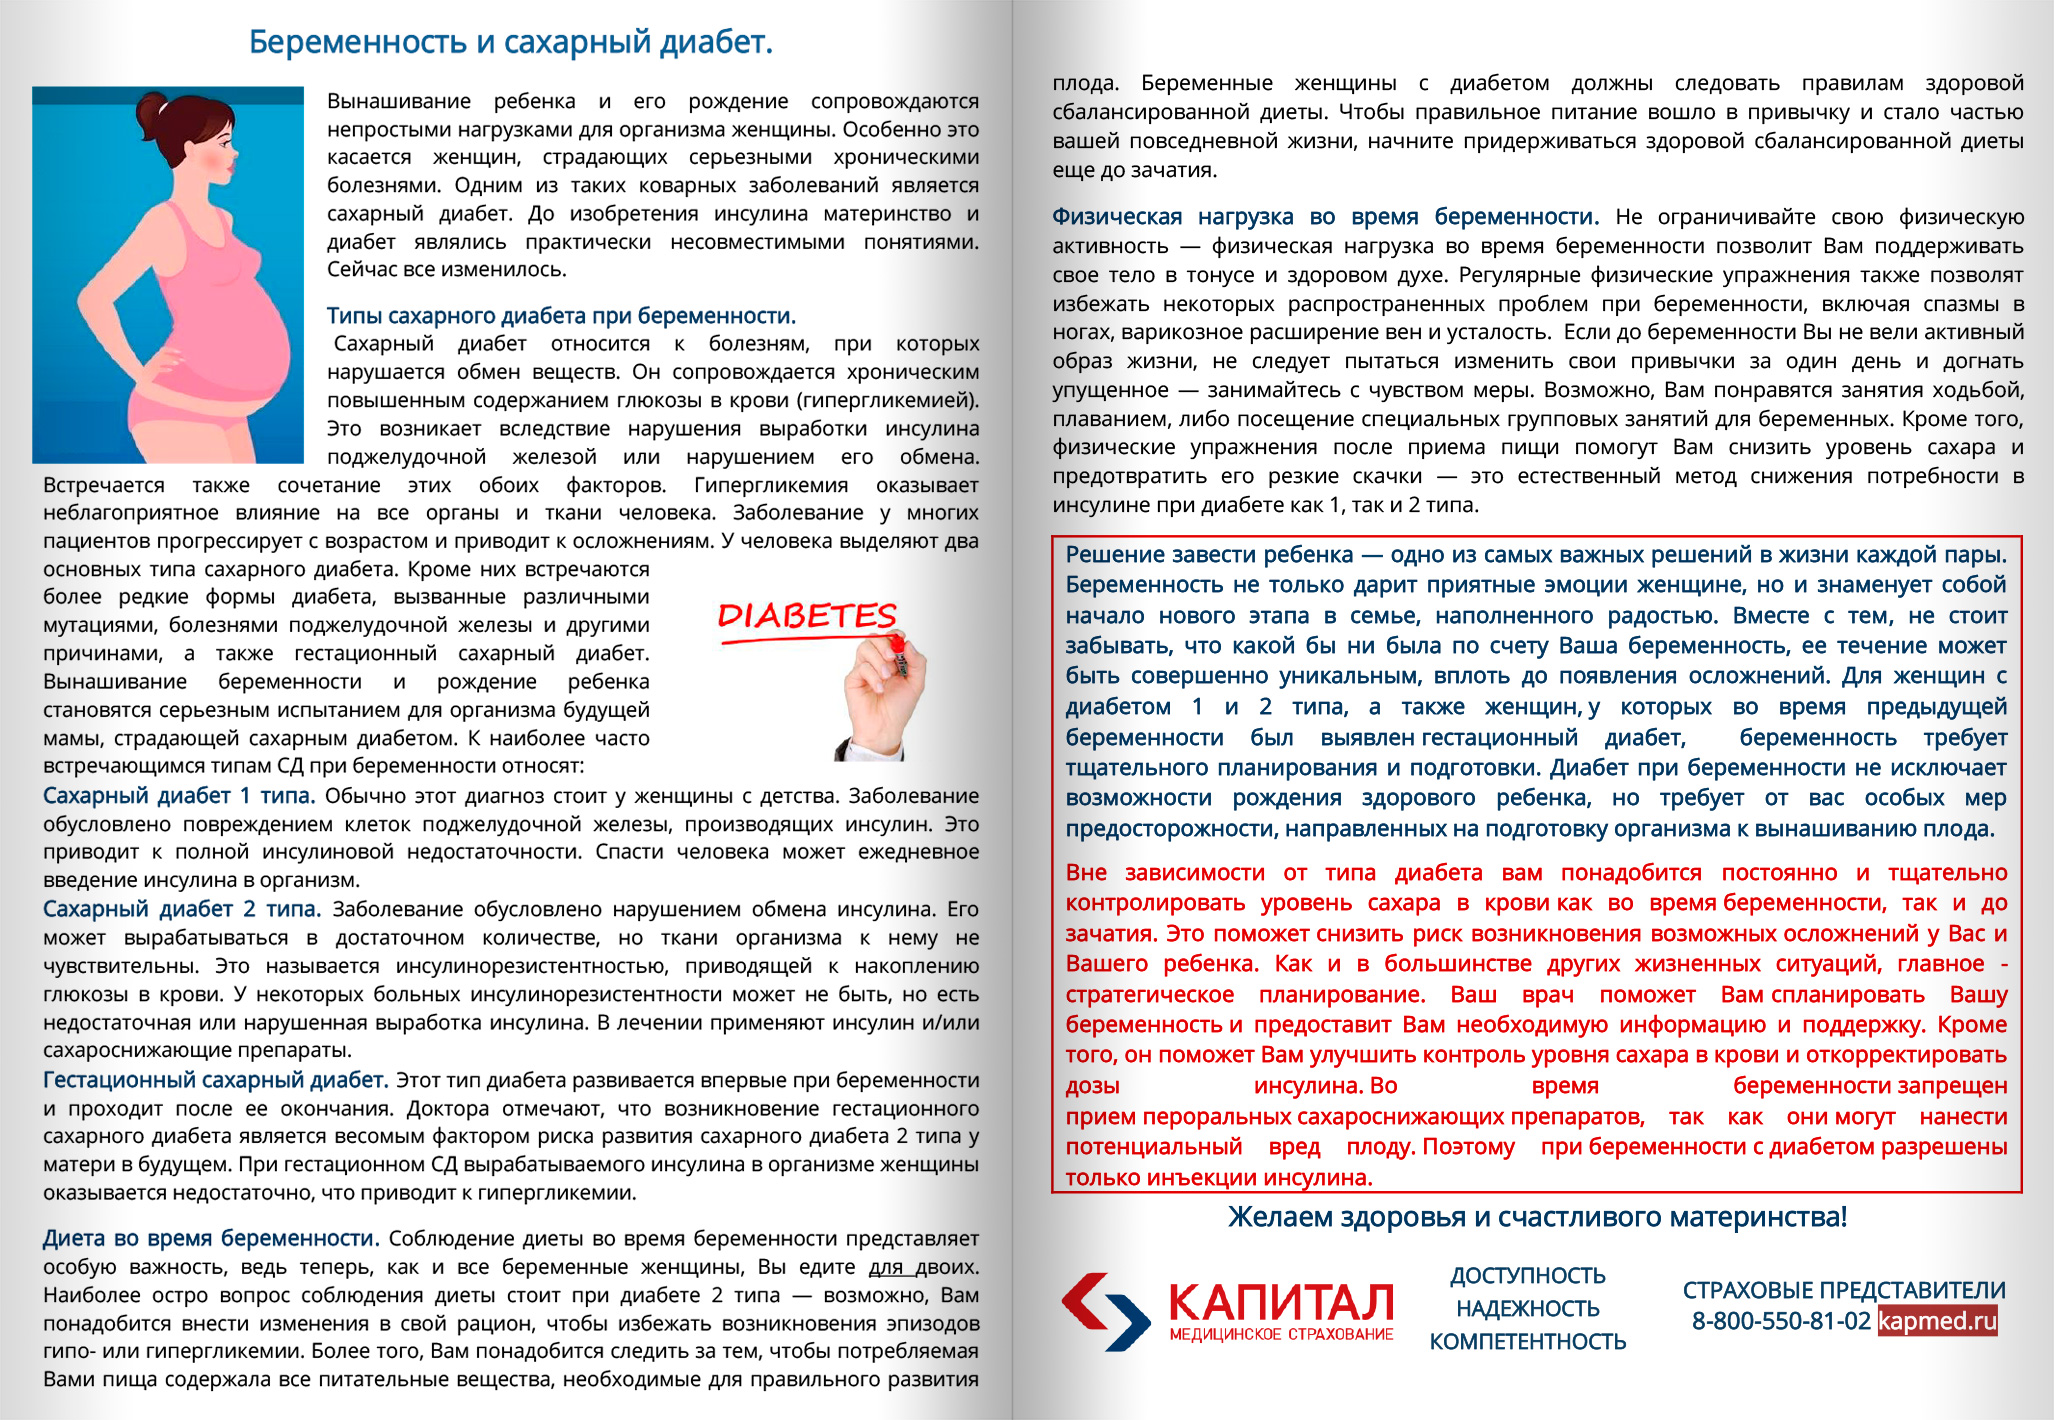 Беременность и сахарный диабет.
Вынашивание ребенка и его рождение сопровождаются
непростыми нагрузками для организма женщины. Особенно это
касается женщин, страдающих серьезными хроническими
болезнями. Одним из таких коварных заболеваний является
сахарный диабет. До изобретения инсулина материнство и
диабет являлись практически несовместимыми понятиями.
Сейчас все изменилось.
Типы сахарного диабета при беременности.
Сахарный диабет относится к болезням, при которых
нарушается обмен веществ. Он сопровождается хроническим
повышенным содержанием глюкозы в крови (гипергликемией).
Это возникает вследствие нарушения выработки инсулина
поджелудочной железой или нарушением его обмена.
Встречается также сочетание этих обоих факторов. Гипергликемия оказывает
неблагоприятное влияние на все органы и ткани человека. Заболевание у многих
пациентов прогрессирует с возрастом и приводит к осложнениям. У человека выделяют два
основных типа сахарного диабета. Кроме них встречаются
более редкие формы диабета, вызванные различными
мутациями, болезнями поджелудочной железы и другими
причинами, а также гестационный сахарный диабет.
Вынашивание беременности и рождение ребенка
становятся серьезным испытанием для организма будущей
мамы, страдающей сахарным диабетом. К наиболее часто
встречающимся типам СД при беременности относят:
DIABETES
Сахарный диабет 1 типа. Обычно этот диагноз стоит у женщины с детства. Заболевание
обусловлено повреждением клеток поджелудочной железы, производящих инсулин. Это
приводит к полной инсулиновой недостаточности. Спасти человека может ежедневное
введение инсулина в организм.
Сахарный диабет 2 типа. Заболевание обусловлено нарушением обмена инсулина. Его
может вырабатываться в достаточном количестве, но ткани организма к нему не
чувствительны. Это называется инсулинорезистентностью, приводящей к накоплению
глюкозы в крови. У некоторых больных инсулинорезистентности может не быть, но есть
недостаточная или нарушенная выработка инсулина. В лечении применяют инсулин и/или
сахароснижающие препараты.
Гестационный сахарный диабет. Этот тип диабета развивается впервые при беременности
и проходит после ее окончания. Доктора отмечают, что возникновение гестационного
сахарного диабета является весомым фактором риска развития сахарного диабета 2 типа у
матери в будущем. При гестационном СД вырабатываемого инсулина в организме женщины
оказывается недостаточно, что приводит к гипергликемии.
Диета во время беременности. Соблюдение диеты во время беременности представляет
особую важность, ведь теперь, как и все беременные женщины, Вы едите для двоих.
Наиболее остро вопрос соблюдения диеты стоит при диабете 2 типа — возможно, Вам
понадобится внести изменения в свой рацион, чтобы избежать возникновения эпизодов
гипо- или гипергликемии. Более того, Вам понадобится следить за тем, чтобы потребляемая
Вами пища содержала все питательные вещества, необходимые для правильного развития
плода. Беременные женщины с диабетом должны следовать правилам здоровой
сбалансированной диеты. Чтобы правильное питание вошло в привычку и стало частью
вашей повседневной жизни, начните придерживаться здоровой сбалансированной диеты
еще до зачатия.
Физическая нагрузка во время беременности. Не ограничивайте свою физическую
активность — физическая нагрузка во время беременности позволит Вам поддерживать
свое тело в тонусе и здоровом духе. Регулярные физические упражнения также позволят
избежать некоторых распространенных проблем при беременности, включая спазмы в
ногах, варикозное расширение вен и усталость. Если до беременности Вы не вели активный
образ жизни, не следует пытаться изменить свои привычки за один день и догнать
упущенное — занимайтесь с чувством меры. Возможно, Вам понравятся занятия ходьбой,
плаванием, либо посещение специальных групповых занятий для беременных. Кроме того,
физические упражнения после приема пищи помогут Вам снизить уровень сахара и
предотвратить его резкие скачки — это естественный метод снижения потребности в
инсулине при диабете как 1, так и 2 типа.
Решение завести ребенка — одно из самых важных решений в жизни каждой пары.
Беременность не только дарит приятные эмоции женщине, но и знаменует собой
начало нового этапа в семье, наполненного радостью. Вместе с тем, не стоит
забывать, что какой бы ни была по счету Ваша беременность, ее течение может
быть совершенно уникальным, вплоть до появления осложнений. Для женщин с
диабетом 1 и 2 типа, а также женщин, у которых во время предыдущей
беременности был выявлен гестационный диабет, беременность требует
тщательного планирования и подготовки. Диабет при беременности не исключает
возможности рождения здорового ребенка, но требует от вас особых мер
предосторожности, направленных на подготовку организма к вынашиванию плода.
Вне зависимости от типа диабета вам понадобится постоянно и тщательно
контролировать уровень сахара в крови как во время беременности, так и до
зачатия. Это поможет снизить риск возникновения возможных осложнений у Вас и
Вашего ребенка. Как и в большинстве других жизненных ситуаций, главное -
стратегическое планирование. Ваш врач поможет Вам спланировать Вашу
беременность и предоставит Вам необходимую информацию и поддержку. Кроме
того, он поможет Вам улучшить контроль уровня сахара в крови и откорректировать
дозы инсулина. Во время беременности запрещен
прием пероральных сахароснижающих препаратов, так как они могут нанести
потенциальный вред плоду. Поэтому при беременности с диабетом разрешены
только инъекции инсулина.
Желаем здоровья и счастливого материнства!
КАПИТАЛ
МЕДИЦИНСКОЕ СТРАХОВАНИЕ
ДОСТУПНОСТЬ
НАДЕЖНОСТЬ
КОМПЕТЕНТНОСТЬ
СТРАХОВЫЕ ПРЕДСТАВИТЕЛИ
8-800-550-81-02 kapmed.ru